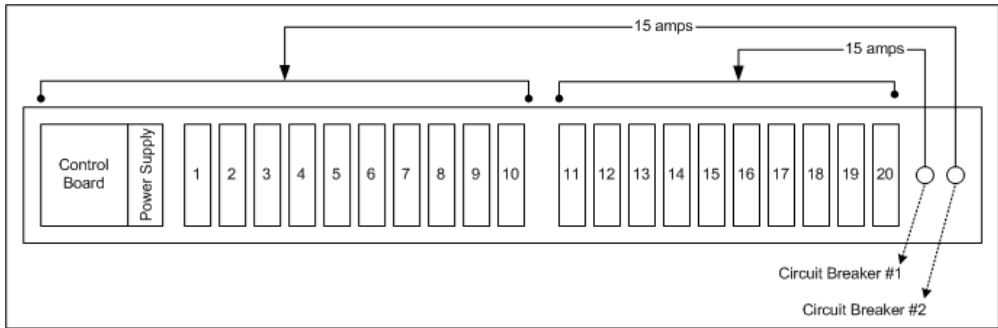 15 amps
15 amps
Control
Board
Power Supply
1 2 3 4 5 6 7 8 9 10 11 12 13 14 15 16 17 18 19 20
Circuit Breaker #1
Circuit Breaker #2